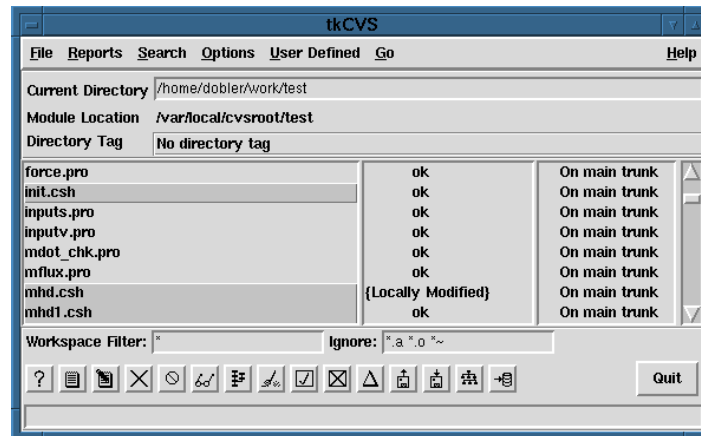 tkCVS
File Reports Search Options User Defined Go Help
Current Directory /home/dobler/work/test
Module Location /var/local/cvsroot/test
Directory Tag No directory tag
force.pro ok On main trunk
init.csh ok On main trunk
inputs.pro ok On main trunk
inputv.pro ok On main trunk
mdot_chk.pro ok On main trunk
mflux.pro ok On main trunk
mhd.csh {Locally Modified} On main trunk
mhd1.csh ok On main trunk
Workspace Filter: * Ignore: *.a *.o *~
? Quit